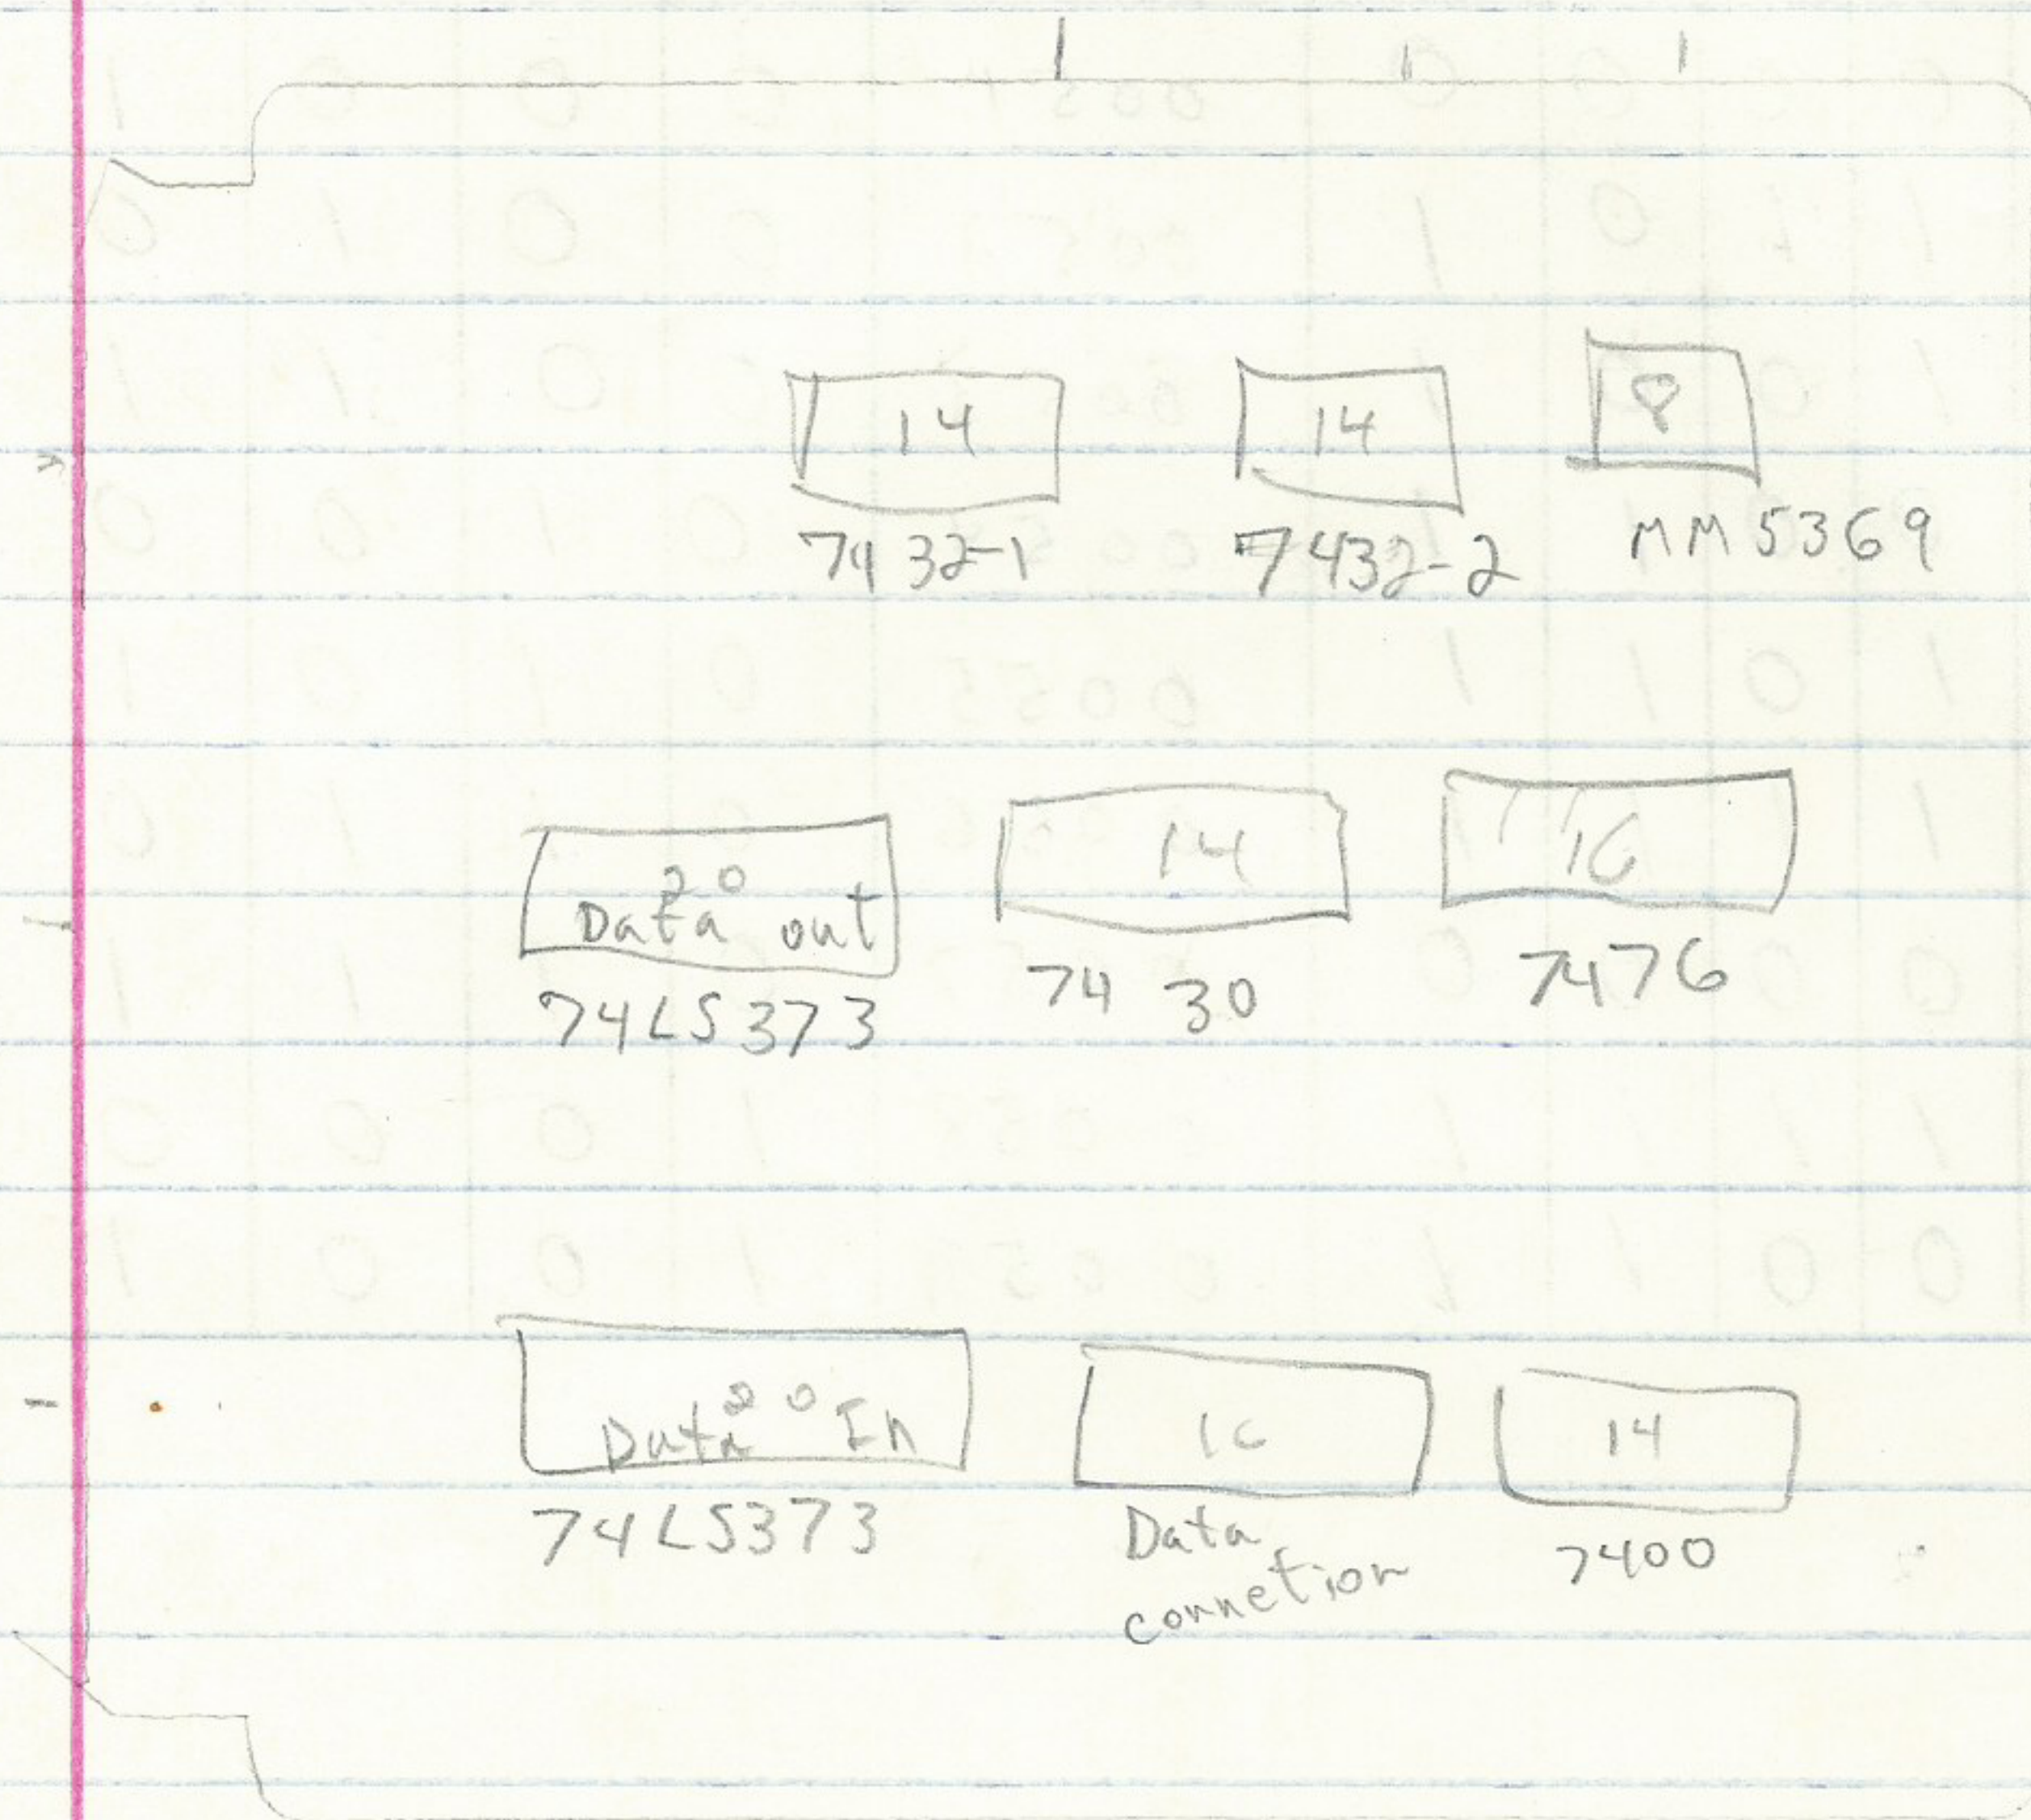 14 14 8
7432-1 7432-2 MM5369
20 14 16
Data out
74LS373 7430 7476
20 16 14
Data In
74LS373 Data connetion 7400